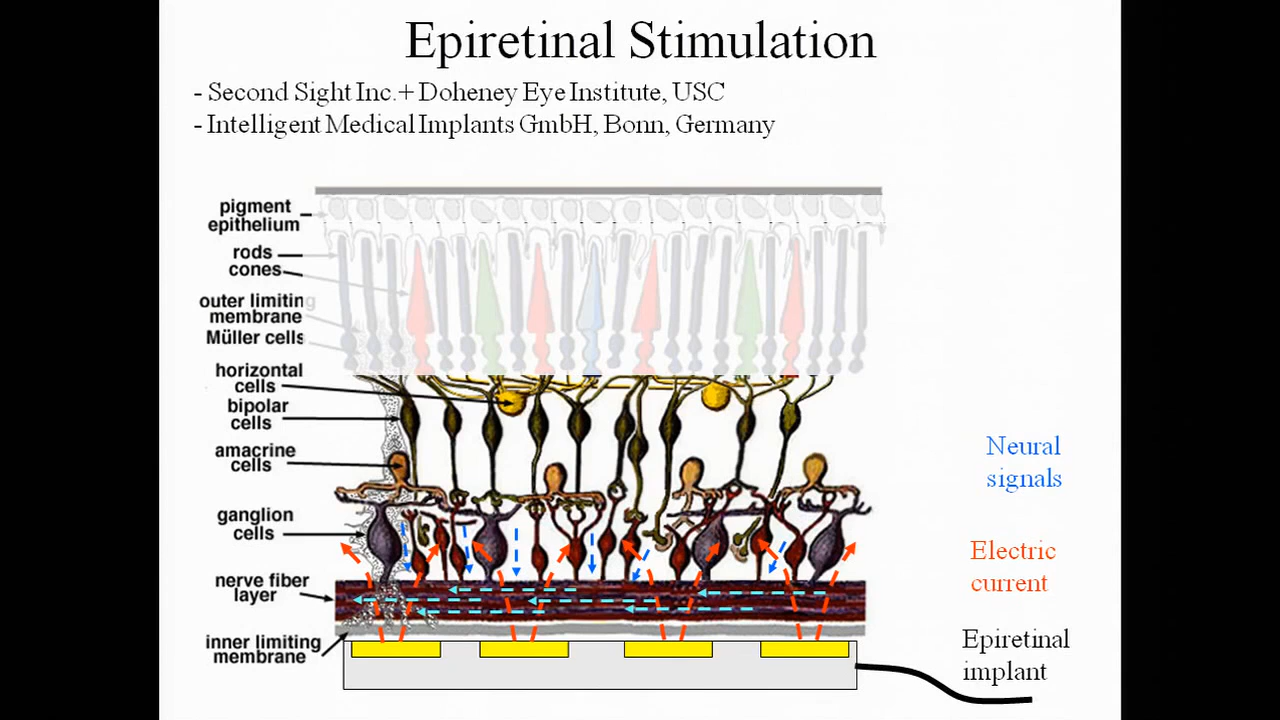 Epiretinal Stimulation
- Second Sight Inc.+ Doheney Eye Institute, USC
- Intelligent Medical Implants GmbH, Bonn, Germany
pigment
epithelium
rods
cones
outer limiting
membrane
Müller cells
horizontal
cells
bipolar
cells
amacrine
cells
ganglion
cells
nerve fiber
layer
inner limiting
membrane
Neural
signals
Electric
current
Epiretinal
implant